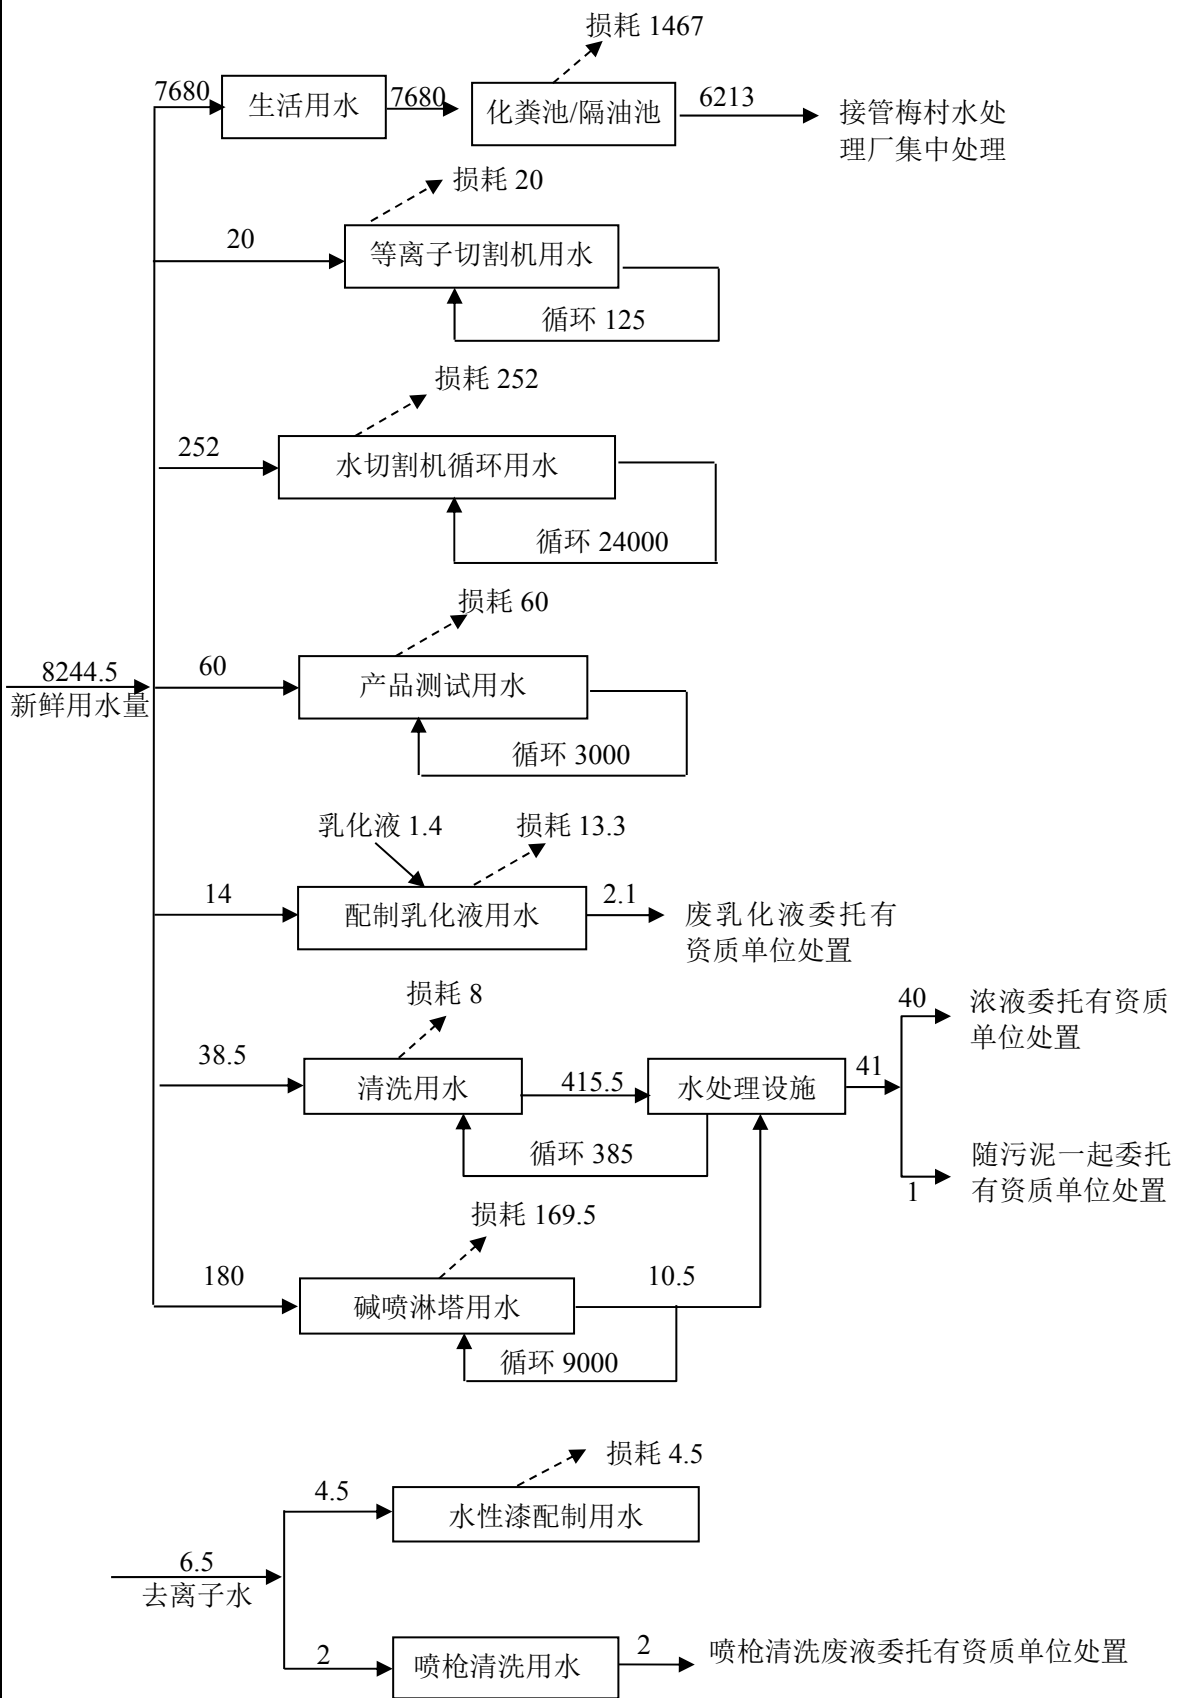 损耗 1467
7680
生活用水
7680
化粪池/隔油池
6213
接管梅村水处
理厂集中处理
损耗 20
20
等离子切割机用水
循环 125
损耗 252
252
水切割机循环用水
循环 24000
损耗 60
8244.5
新鲜用水量
60
产品测试用水
循环 3000
乳化液 1.4
损耗 13.3
14
配制乳化液用水
2.1
废乳化液委托有
资质单位处置
损耗 8
38.5
清洗用水
415.5
水处理设施
41
40
浓液委托有资质
单位处置
循环 385
1
随污泥一起委托
有资质单位处置
损耗 169.5
180
碱喷淋塔用水
10.5
循环 9000
损耗 4.5
4.5
水性漆配制用水
6.5
去离子水
2
喷枪清洗用水
2
喷枪清洗废液委托有资质单位处置